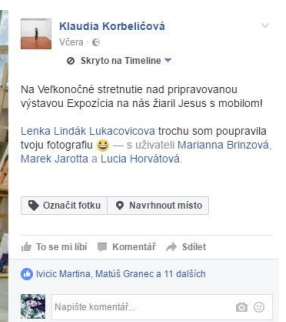 Klaudia Korbeličová
Včera ·
Skryto na Timeline
Na Veľkonočné stretnutie nad pripravovanou
výstavou Expozícia na nás žiaril Jesus s mobilom!
Lenka Lindák Lukacovicova trochu som poupravila
tvoju fotografiu 😄 — s uživateli Marianna Brinzová,
Marek Jarotta a Lucia Horvátová.
Označit fotku Navrhnout místo
To se mi líbí Komentář Sdílet
Ivicic Martina, Matúš Granec a 11 dalších
Napište komentář...